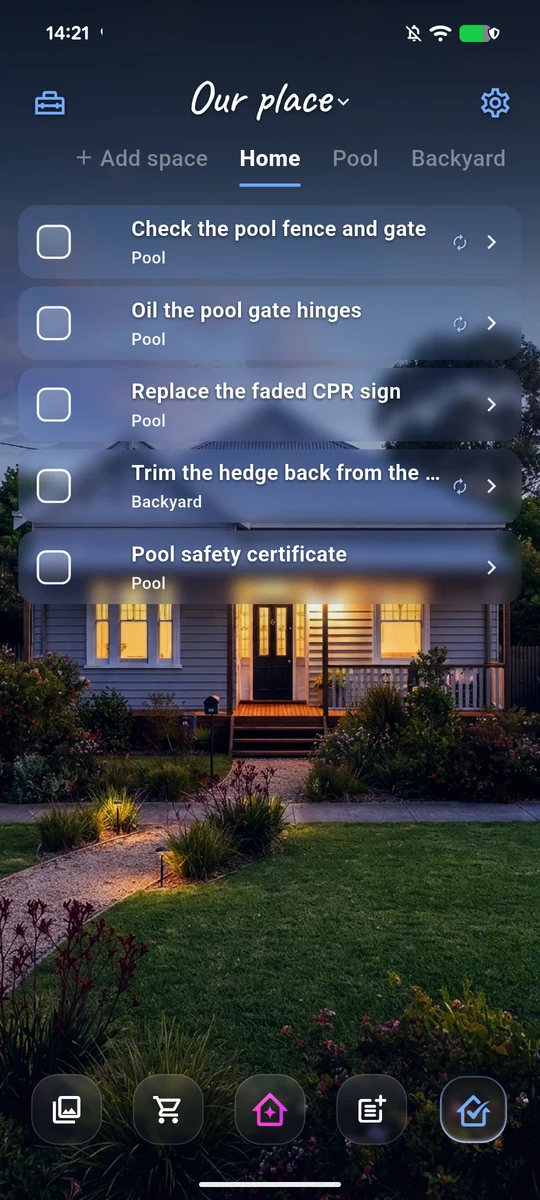 14:21
Our place
+ Add space
Home
Pool
Backyard
Check the pool fence and gate
Pool
Oil the pool gate hinges
Pool
Replace the faded CPR sign
Pool
Trim the hedge back from the ...
Backyard
Pool safety certificate
Pool